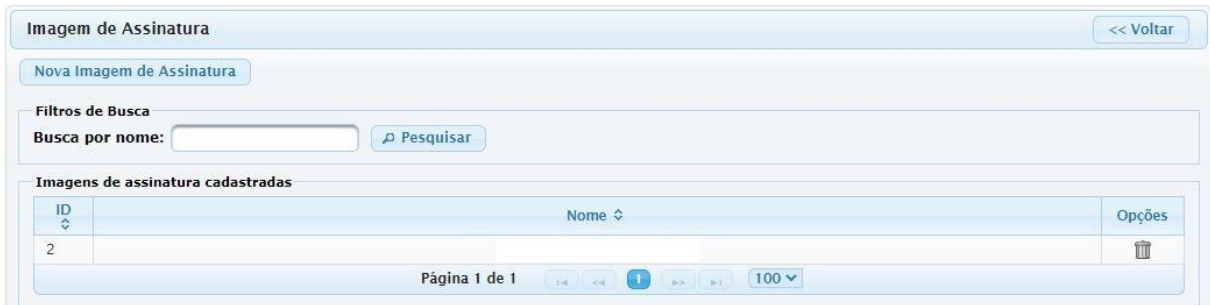 Imagem de Assinatura
<< Voltar
Nova Imagem de Assinatura
Filtros de Busca
Busca por nome: Pesquisar
Imagens de assinatura cadastradas
ID Nome Opções
2
Página 1 de 1 1 100